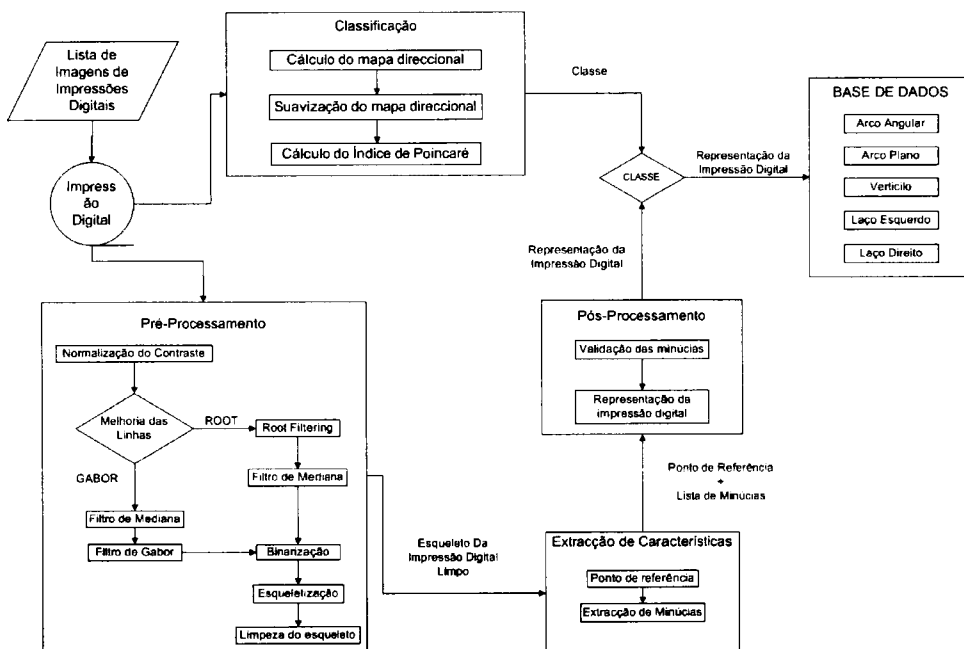 Lista de
Imagens de
Impressões
Digitais
Impress
ão
Digital
Classificação
Cálculo do mapa direccional
Suavização do mapa direccional
Cálculo do Índice de Poincaré
Classe
CLASSE
Representação da
Impressão Digital
BASE DE DADOS
Arco Angular
Arco Plano
Verticilo
Laço Esquerdo
Laço Direito
Representação da
Impressão Digital
Pré-Processamento
Normalização do Contraste
Melhoria das
Linhas
ROOT
Root Filtering
Filtro de Mediana
GABOR
Filtro de Mediana
Filtro de Gabor
Binarização
Esqueletização
Limpeza do esqueleto
Esqueleto Da
Impressão Digital
Limpo
Pós-Processamento
Validação das minúcias
Representação da
impressão digital
Ponto de Referência
+
Lista de Minúcias
Extracção de Características
Ponto de referência
Extracção de Minúcias